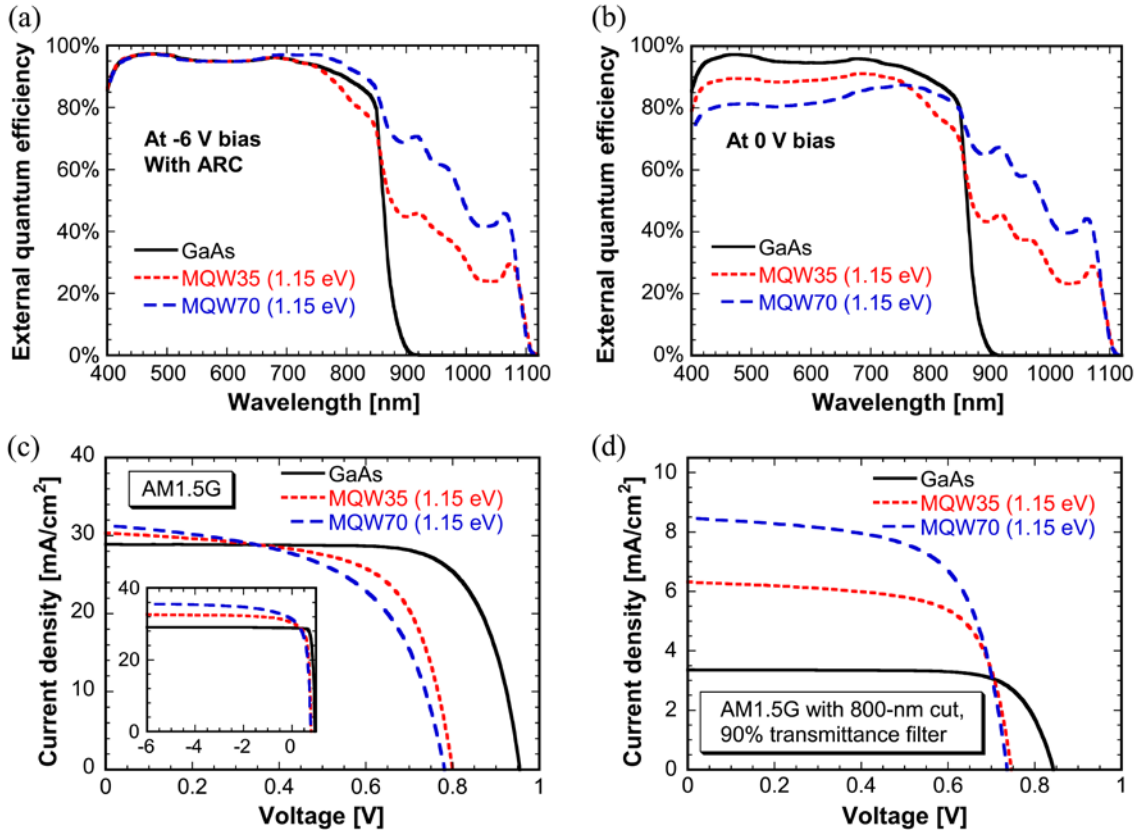 (a)
100%
80%
60%
40%
20%
0%
External quantum efficiency
At -6 V bias
With ARC
GaAs
MQW35 (1.15 eV)
MQW70 (1.15 eV)
400 500 600 700 800 900 1000 1100
Wavelength [nm]
(b)
100%
80%
60%
40%
20%
0%
External quantum efficiency
At 0 V bias
GaAs
MQW35 (1.15 eV)
MQW70 (1.15 eV)
400 500 600 700 800 900 1000 1100
Wavelength [nm]
(c)
40
30
20
10
0
Current density [mA/cm²]
AM1.5G
GaAs
MQW35 (1.15 eV)
MQW70 (1.15 eV)
40
20
0
-6 -4 -2 0
0 0.2 0.4 0.6 0.8 1
Voltage [V]
(d)
10
8
6
4
2
0
Current density [mA/cm²]
GaAs
MQW35 (1.15 eV)
MQW70 (1.15 eV)
AM1.5G with 800-nm cut,
90% transmittance filter
0 0.2 0.4 0.6 0.8 1
Voltage [V]